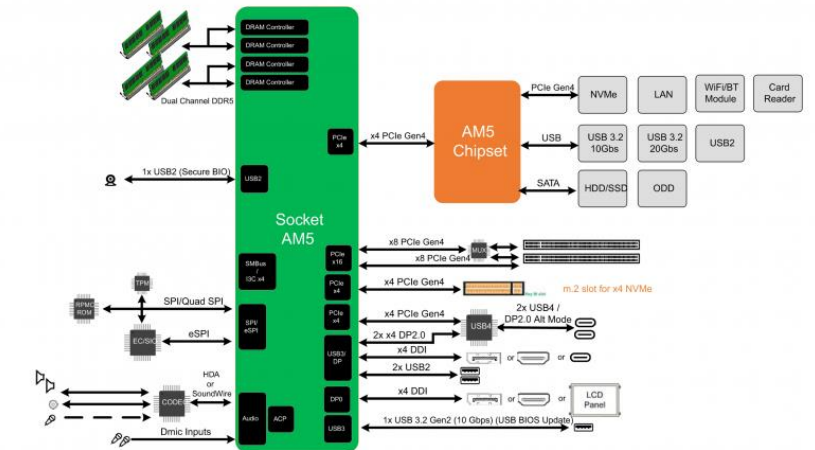 DRAM Controller
DRAM Controller
DRAM Controller
DRAM Controller
Dual Channel DDR5
PCIe
x4
x4 PCIe Gen4
AM5
Chipset
PCIe Gen4
NVMe
LAN
WiFi/BT
Module
Card
Reader
USB
USB 3.2
10Gbs
USB 3.2
20Gbs
USB2
SATA
HDD/SSD
ODD
1x USB2 (Secure BIO)
USB2
Socket
AM5
SMBus
/
I3C x4
PCIe
x16
x8 PCIe Gen4
x8 PCIe Gen4
MUX
PCIe
x4
x4 PCIe Gen4
m.2 slot for x4 NVMe
TPM
RPMC
ROM
SPI/Quad SPI
EC/SIO
eSPI
SPI/
eSPI
PCIe
x4
x4 PCIe Gen4
USB4
2x USB4 /
DP2.0 Alt Mode
2x x4 DP2.0
USB3/
DP
x4 DDI
or
or
2x USB2
HDA
or
SoundWire
CODEC
Audio
ACP
Dmic Inputs
DP0
x4 DDI
or
or
LCD
Panel
USB3
1x USB 3.2 Gen2 (10 Gbps) (USB BIOS Update)